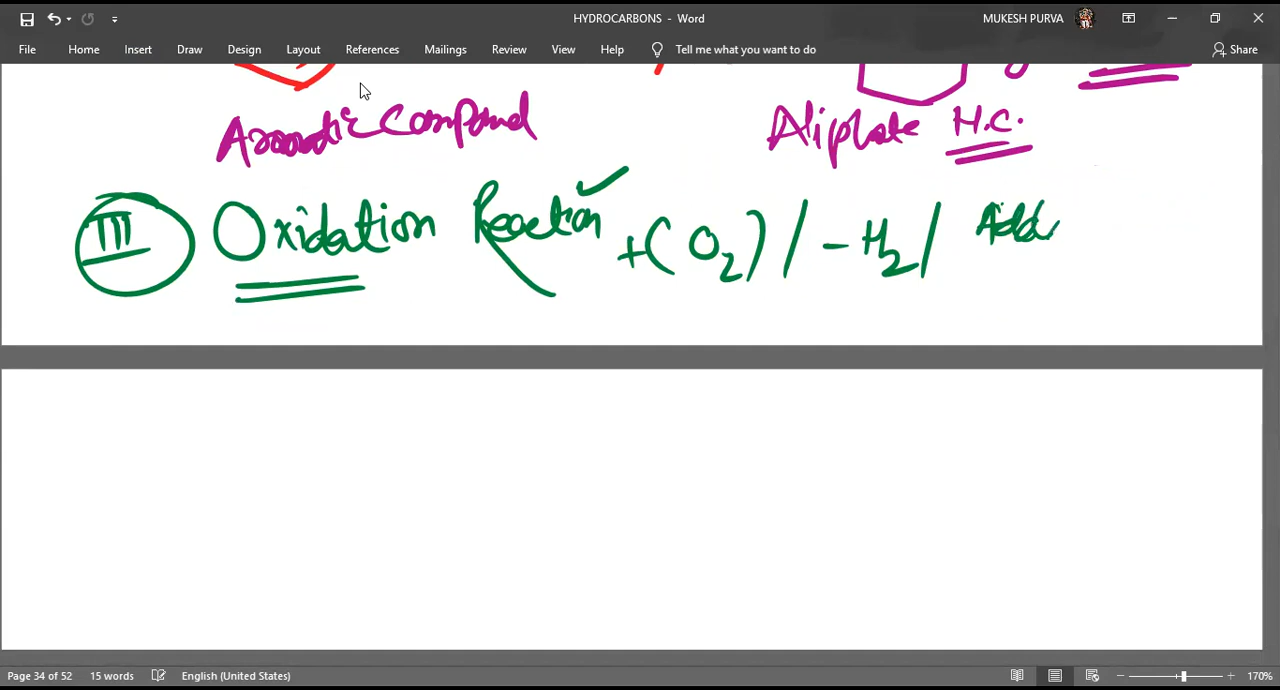 HYDROCARBONS - Word
MUKESH PURVA
File Home Insert Draw Design Layout References Mailings Review View Help Tell me what you want to do Share
Aromatic Compound
Aliphate H.C.
III Oxidation Reaction +(O2) / - H2 / Add
Page 34 of 52 15 words English (United States) 170%